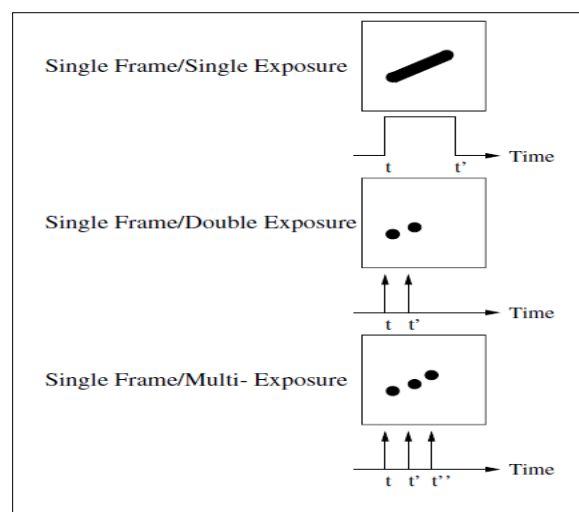 Single Frame/Single Exposure
Time
t t’
Single Frame/Double Exposure
Time
t t’
Single Frame/Multi- Exposure
Time
t t’ t’’